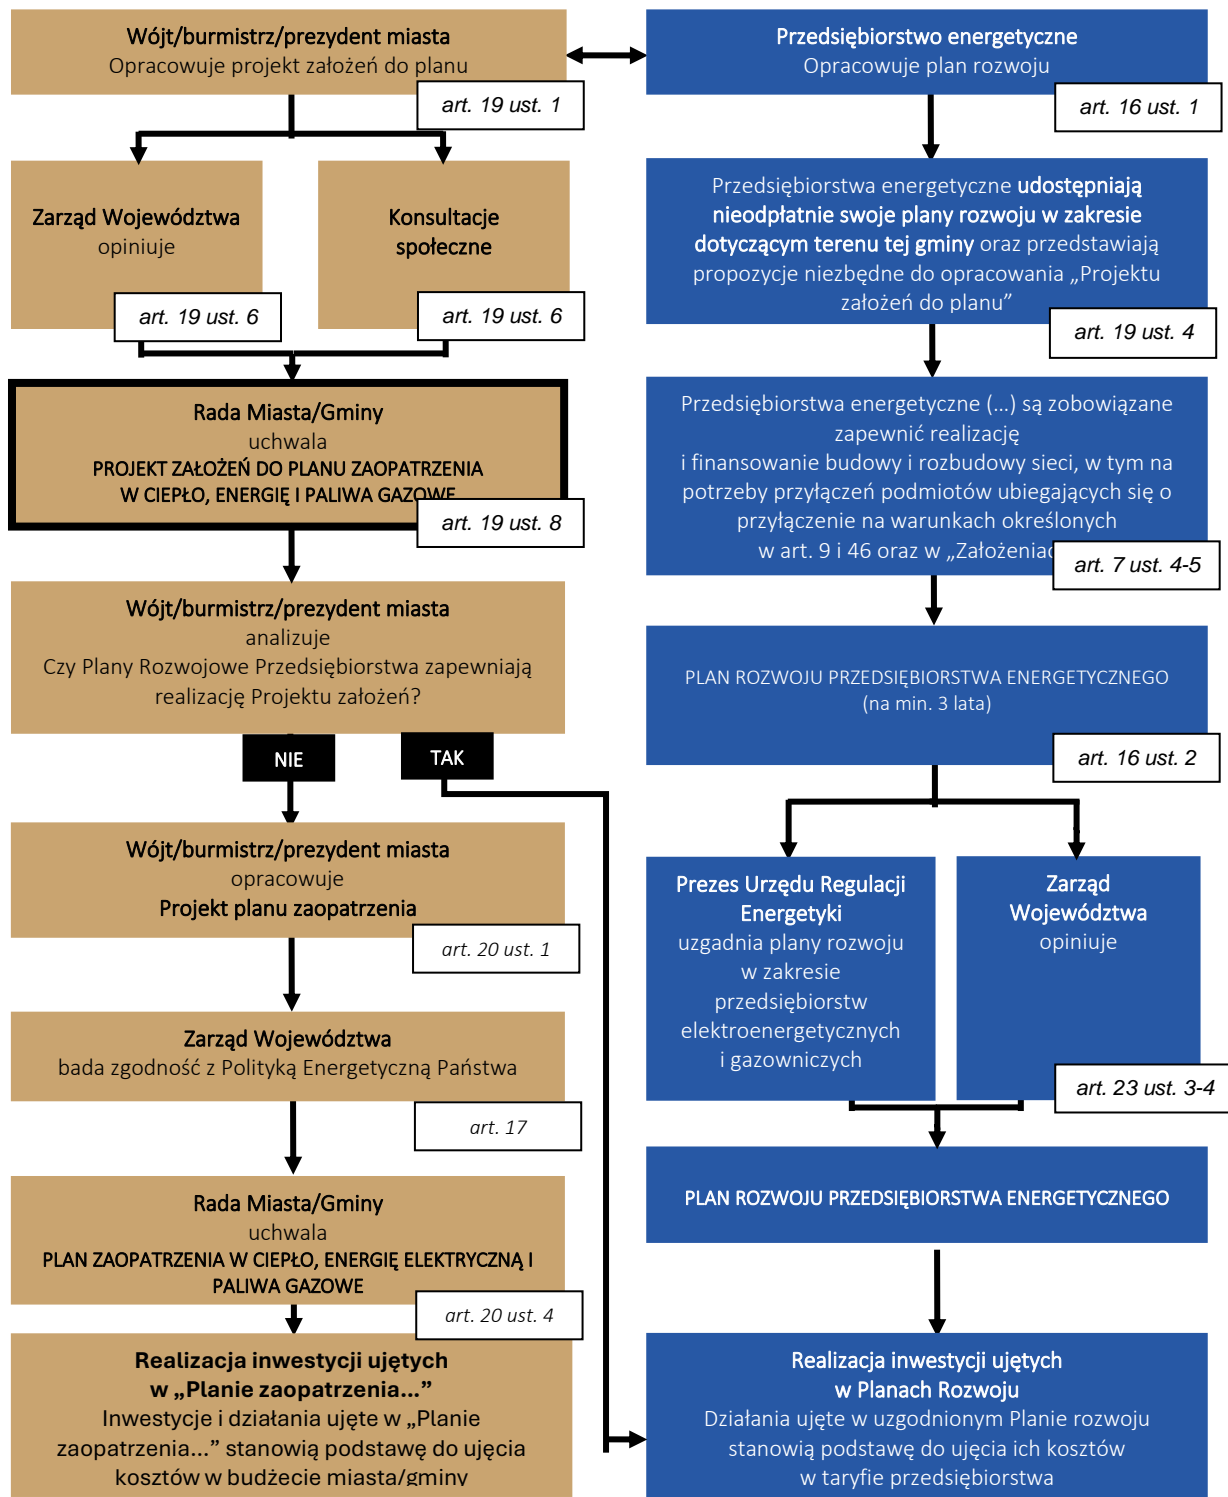 Wójt/burmistrz/prezydent miasta
Opracowuje projekt założeń do planu
art. 19 ust. 1
Zarząd Województwa
opiniuje
art. 19 ust. 6
Konsultacje
społeczne
art. 19 ust. 6
Rada Miasta/Gminy
uchwala
PROJEKT ZAŁOŻEŃ DO PLANU ZAOPATRZENIA
W CIEPŁO, ENERGIĘ I PALIWA GAZOWE
art. 19 ust. 8
Wójt/burmistrz/prezydent miasta
analizuje
Czy Plany Rozwojowe Przedsiębiorstwa zapewniają
realizację Projektu założeń?
NIE
TAK
Wójt/burmistrz/prezydent miasta
opracowuje
Projekt planu zaopatrzenia
art. 20 ust. 1
Zarząd Województwa
bada zgodność z Polityką Energetyczną Państwa
art. 17
Rada Miasta/Gminy
uchwala
PLAN ZAOPATRZENIA W CIEPŁO, ENERGIĘ ELEKTRYCZNĄ I
PALIWA GAZOWE
art. 20 ust. 4
Realizacja inwestycji ujętych
w „Planie zaopatrzenia...”
Inwestycje i działania ujęte w „Planie
zaopatrzenia...” stanowią podstawę do ujęcia
kosztów w budżecie miasta/gminy
Przedsiębiorstwo energetyczne
Opracowuje plan rozwoju
art. 16 ust. 1
Przedsiębiorstwa energetyczne udostępniają
nieodpłatnie swoje plany rozwoju w zakresie
dotyczącym terenu tej gminy oraz przedstawiają
propozycje niezbędne do opracowania „Projektu
założeń do planu”
art. 19 ust. 4
Przedsiębiorstwa energetyczne (...) są zobowiązane
zapewnić realizację
i finansowanie budowy i rozbudowy sieci, w tym na
potrzeby przyłączeń podmiotów ubiegających się o
przyłączenie na warunkach określonych
w art. 9 i 46 oraz w „Założeniac
art. 7 ust. 4-5
PLAN ROZWOJU PRZEDSIĘBIORSTWA ENERGETYCZNEGO
(na min. 3 lata)
art. 16 ust. 2
Prezes Urzędu Regulacji
Energetyki
uzgadnia plany rozwoju
w zakresie
przedsiębiorstw
elektroenergetycznych
i gazowniczych
Zarząd
Województwa
opiniuje
art. 23 ust. 3-4
PLAN ROZWOJU PRZEDSIĘBIORSTWA ENERGETYCZNEGO
Realizacja inwestycji ujętych
w Planach Rozwoju
Działania ujęte w uzgodnionym Planie rozwoju
stanowią podstawę do ujęcia ich kosztów
w taryfie przedsiębiorstwa